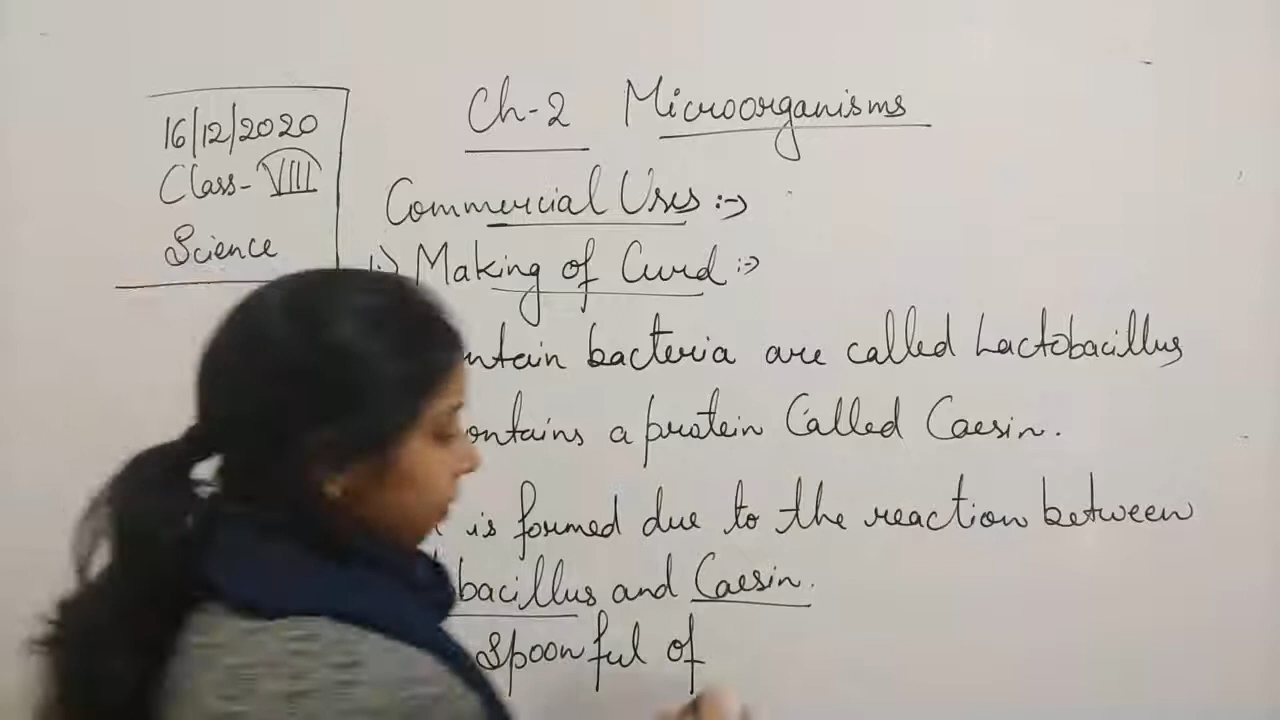 16/12/2020
Class- VIII
Science
Ch-2 Microorganisms
Commercial Uses :->
1.) Making of Curd :->
ntain bacteria are called Lactobacillus
ontains a protein Called Caesin.
is formed due to the reaction between
bacillus and Caesin.
Spoonful of